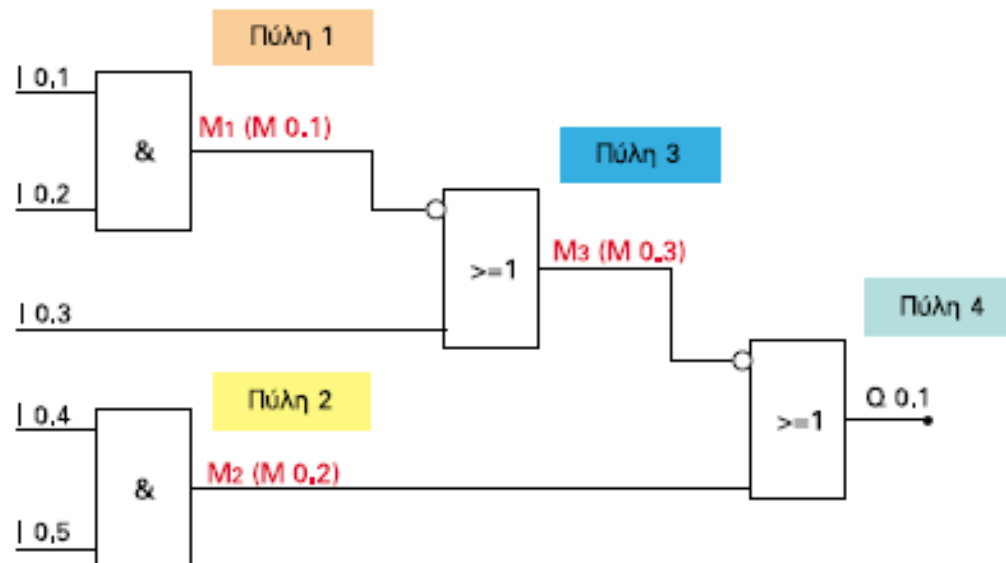 Πύλη 1
I 0,1
M1 (M 0.1)
&
Πύλη 3
I 0,2
M3 (M 0.3)
>=1
Πύλη 4
I 0.3
Πύλη 2
Q 0.1
I 0,4
>=1
M2 (M 0.2)
&
I 0,5